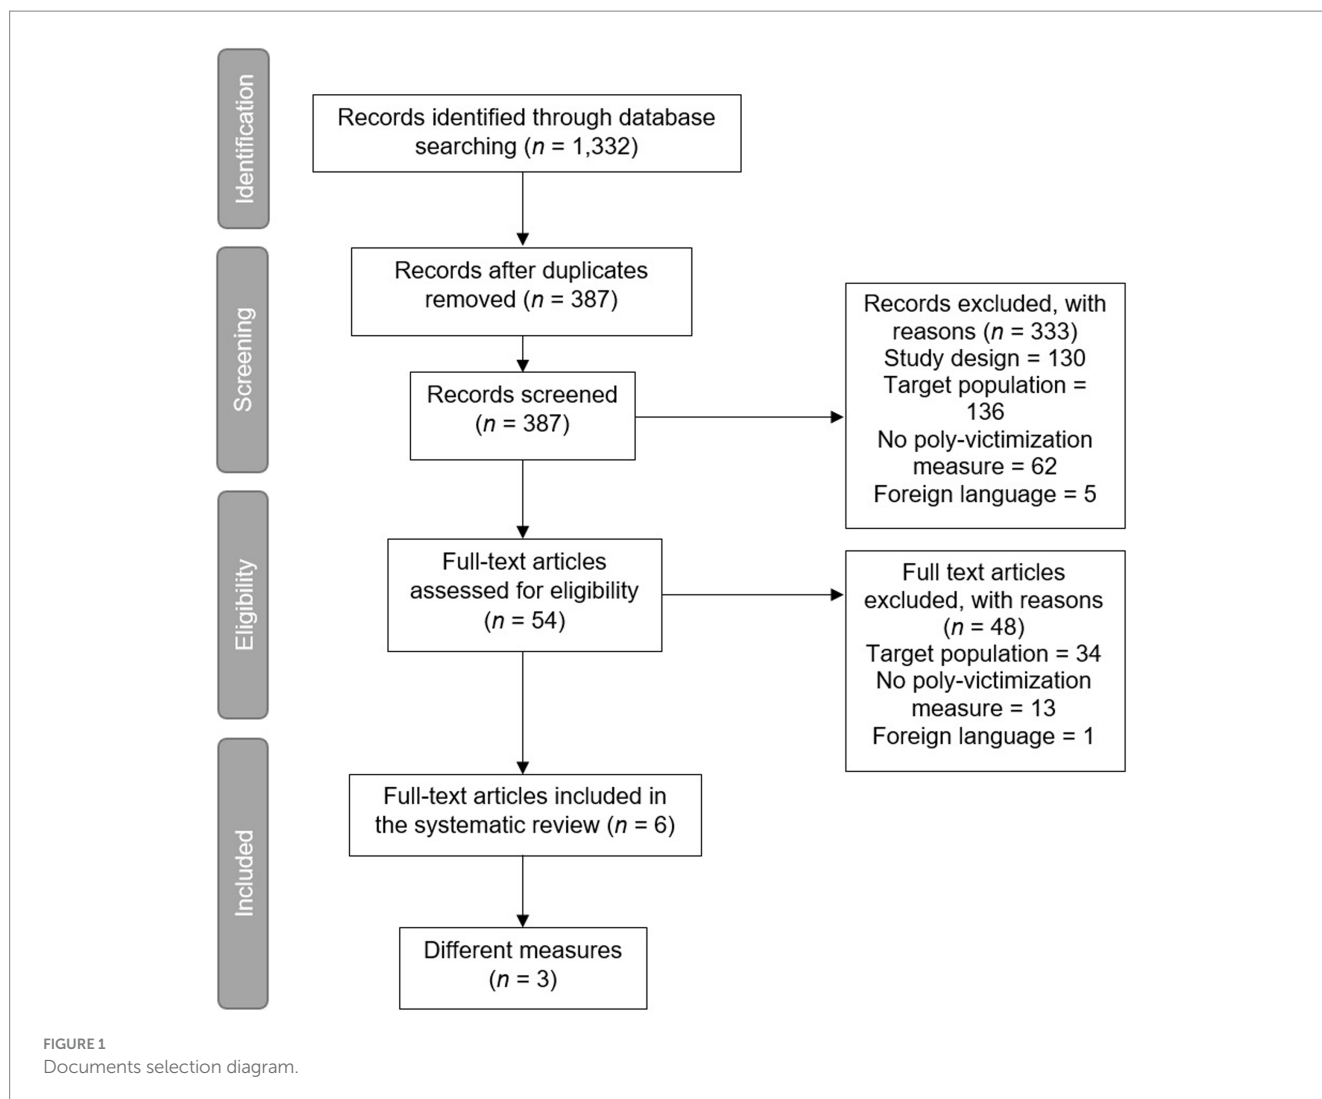 Identification
Records identified through database
searching (n = 1,332)
Screening
Records after duplicates
removed (n = 387)
Records screened
(n = 387)
Records excluded, with
reasons (n = 333)
Study design = 130
Target population =
136
No poly-victimization
measure = 62
Foreign language = 5
Eligibility
Full-text articles
assessed for eligibility
(n = 54)
Full text articles
excluded, with reasons
(n = 48)
Target population = 34
No poly-victimization
measure = 13
Foreign language = 1
Included
Full-text articles included in
the systematic review (n = 6)
Different measures
(n = 3)
FIGURE 1
Documents selection diagram.